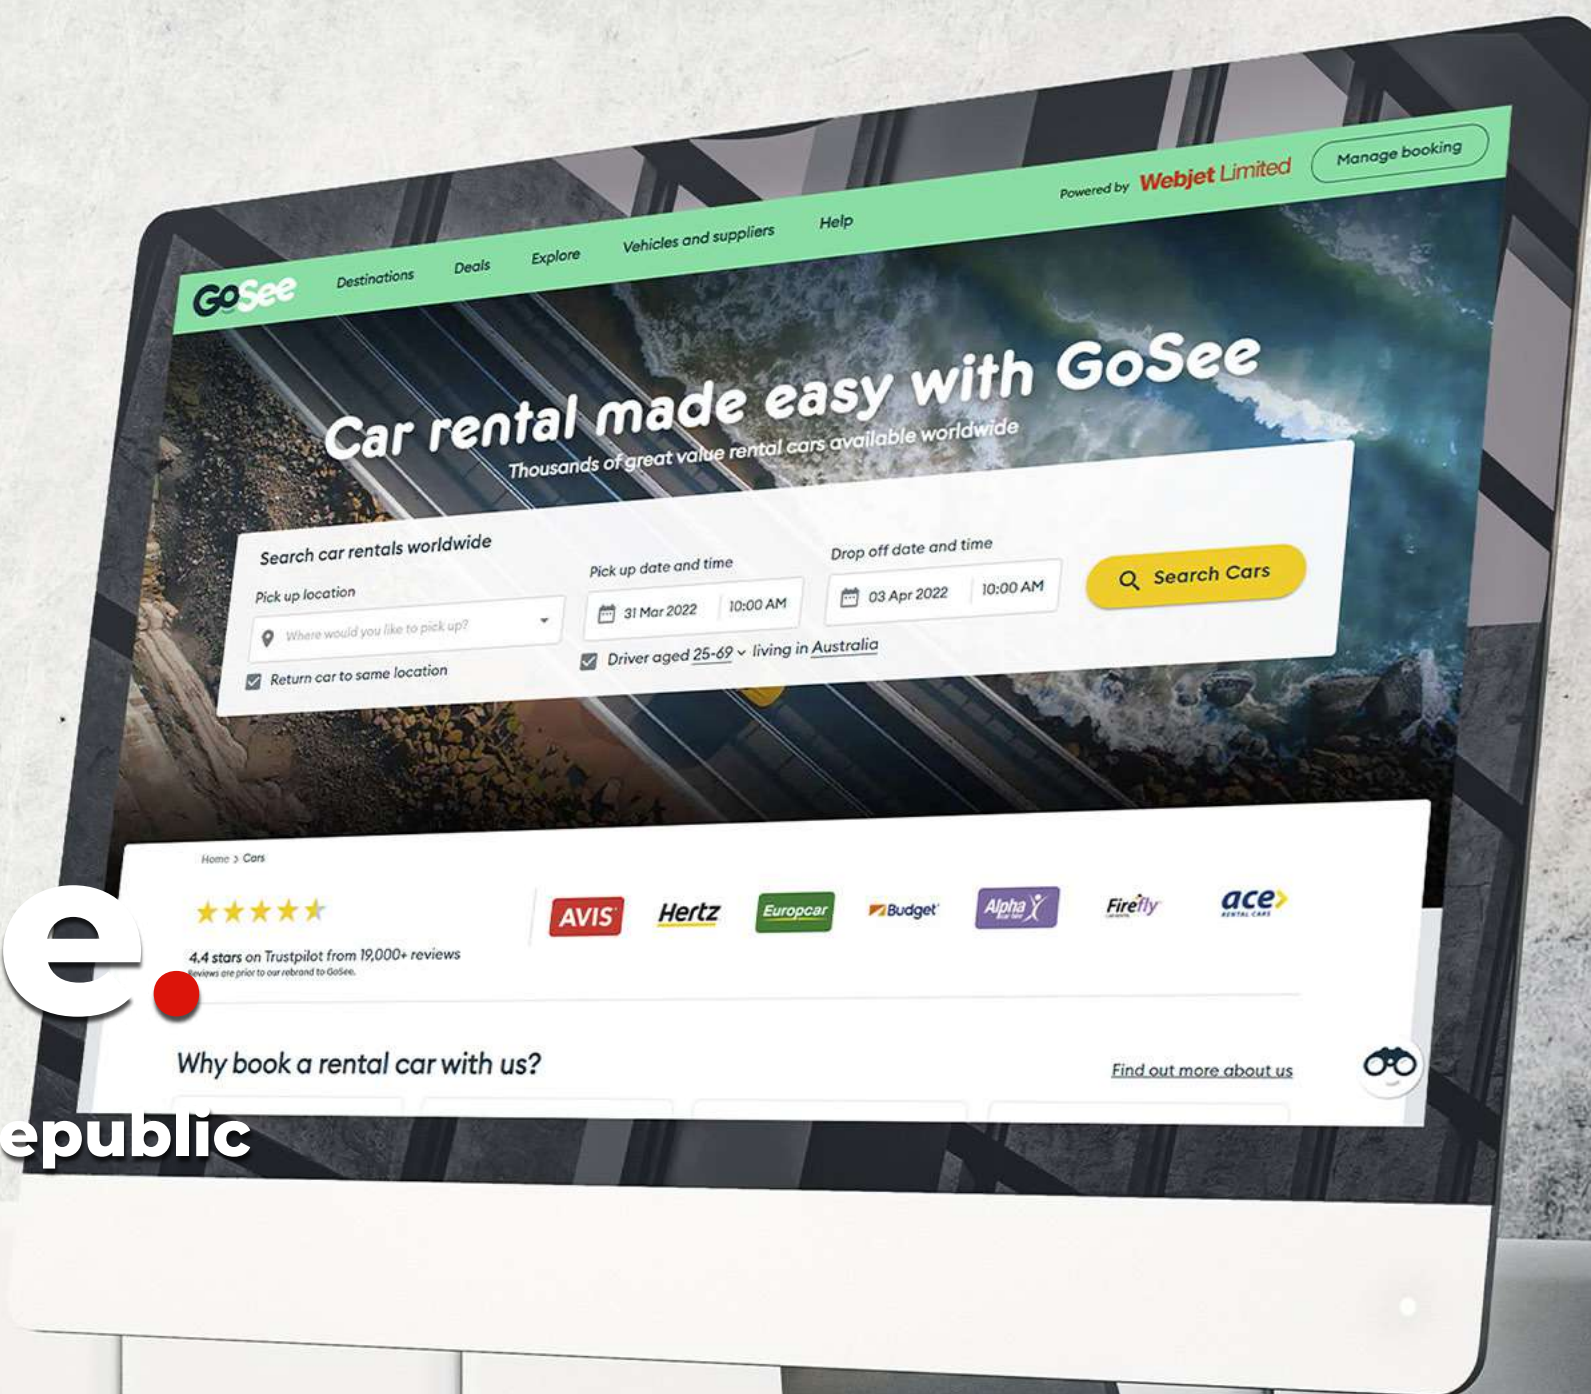 GoSee
Destinations
Deals
Explore
Vehicles and suppliers
Help
Powered by Webjet Limited
Manage booking
Car rental made easy with GoSee
Thousands of great value rental cars available worldwide
Search car rentals worldwide
Pick up location
Where would you like to pick up?
Return car to same location
Pick up date and time
31 Mar 2022
10:00 AM
Driver aged 25-69 living in Australia
Drop off date and time
03 Apr 2022
10:00 AM
Search Cars
Home > Cars
4.4 stars on Trustpilot from 19,000+ reviews
Reviews are prior to our rebrand to GoSee.
AVIS
Hertz
Europcar
Budget
Alpha
Firefly
ace
RENTAL CARS
e.
Why book a rental car with us?
Find out more about us
epublic